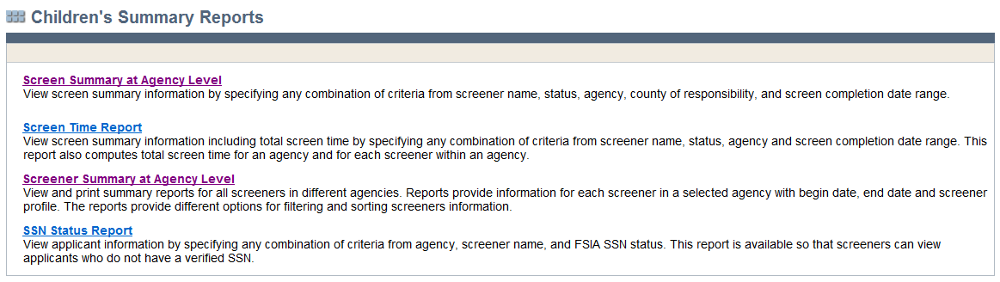 Children's Summary Reports
Screen Summary at Agency Level
View screen summary information by specifying any combination of criteria from screener name, status, agency, county of responsibility, and screen completion date range.
Screen Time Report
View screen summary information including total screen time by specifying any combination of criteria from screener name, status, agency and screen completion date range. This
report also computes total screen time for an agency and for each screener within an agency.
Screener Summary at Agency Level
View and print summary reports for all screeners in different agencies. Reports provide information for each screener in a selected agency with begin date, end date and screener
profile. The reports provide different options for filtering and sorting screeners information.
SSN Status Report
View applicant information by specifying any combination of criteria from agency, screener name, and FSIA SSN status. This report is available so that screeners can view
applicants who do not have a verified SSN.